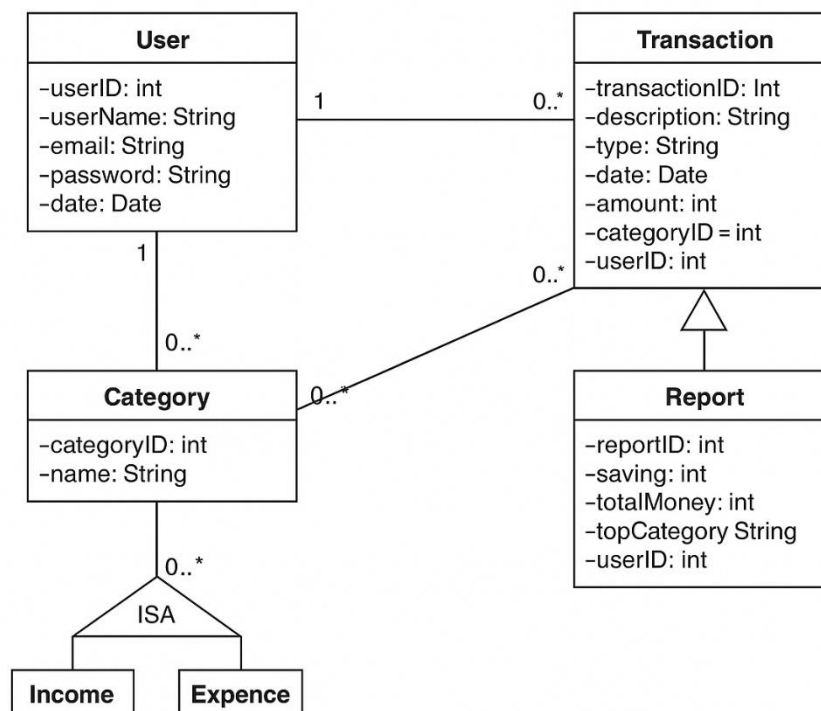 User
–userID: int
–userName: String
–email: String
–password: String
–date: Date
Transaction
–transactionID: Int
–description: String
–type: String
–date: Date
–amount: int
–categoryID = int
–userID: int
1
0..*
1
0..*
0..*
0..*
Category
–categoryID: int
–name: String
Report
–reportID: int
–saving: int
–totalMoney: int
–topCategory String
–userID: int
0..*
ISA
Income
Expence